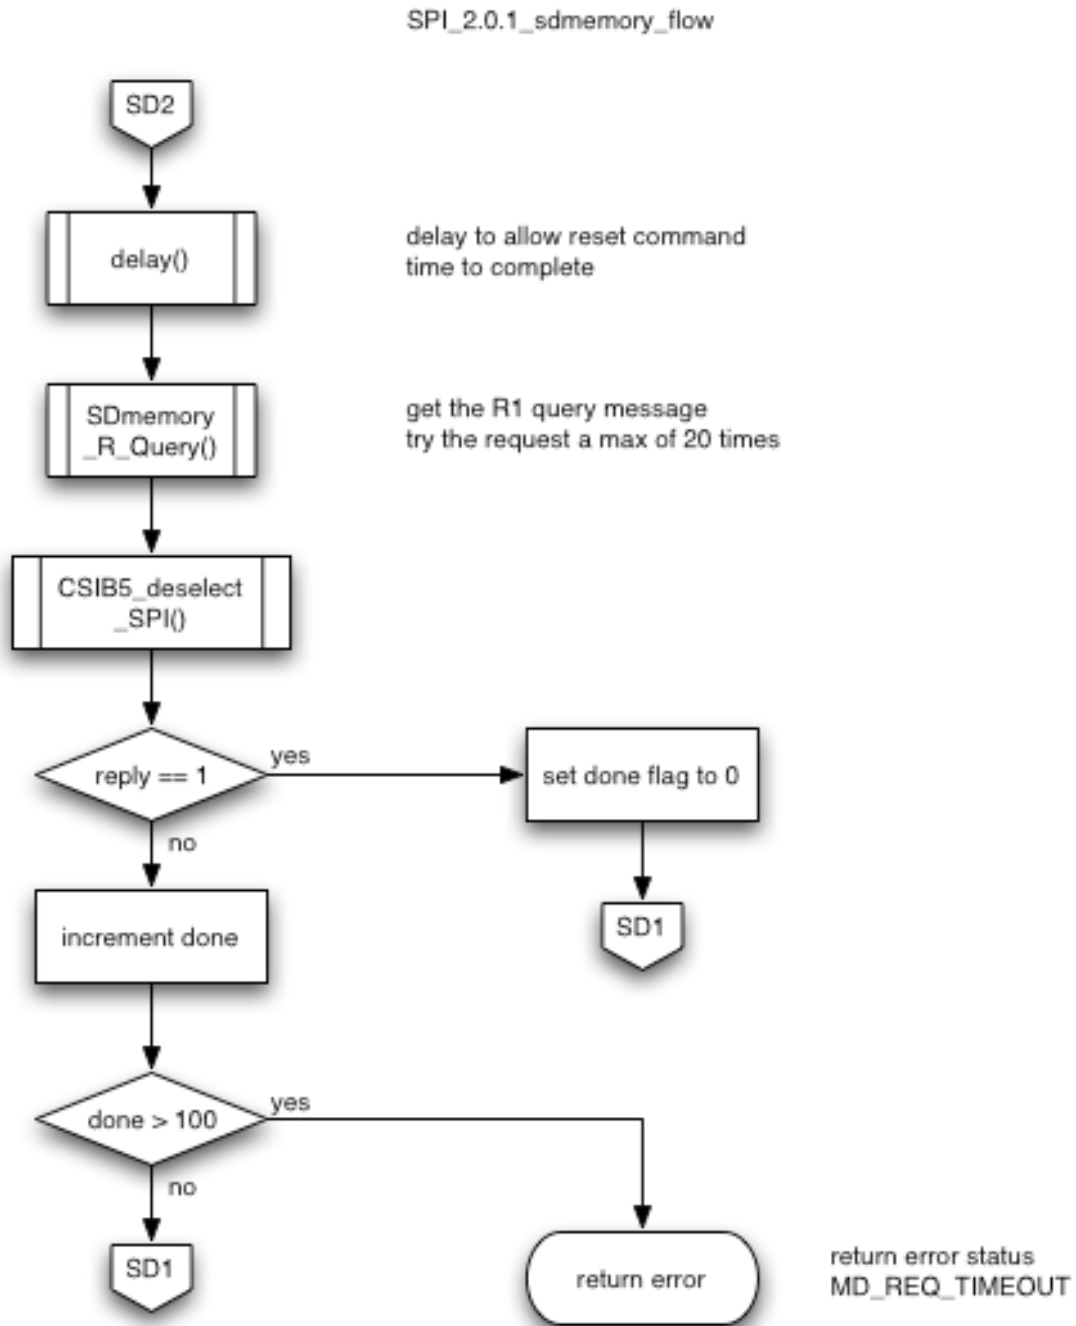 SPI_2.0.1_sdmemory_flow
SD2
delay()
delay to allow reset command
time to complete
SDmemory
_R_Query()
get the R1 query message
try the request a max of 20 times
CSIB5_deselect
_SPI()
reply == 1
yes
set done flag to 0
no
SD1
increment done
done > 100
yes
no
SD1
return error
return error status
MD_REQ_TIMEOUT